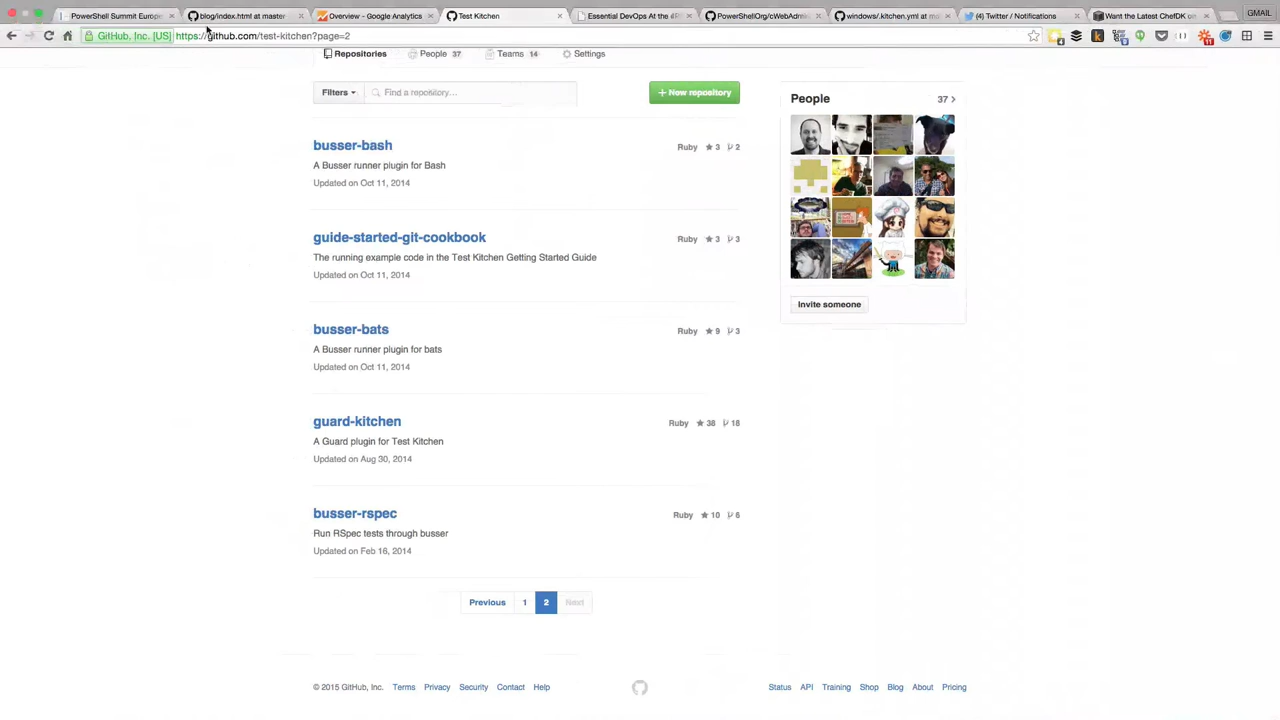 PowerShell Summit Europe
blog/index.html at master
Overview - Google Analytics
Test Kitchen
Essential DevOps At the
PowerShellOrg/cWebAdmi
windows/.kitchen.yml at ma
(4) Twitter / Notifications
Want the Latest ChefDK on
GMAIL
GitHub, Inc. [US] https://github.com/test-kitchen?page=2
Repositories People 37 Teams 14 Settings
Filters Find a repository… + New repository
People 37
busser-bash Ruby 3 2
A Busser runner plugin for Bash
Updated on Oct 11, 2014
guide-started-git-cookbook Ruby 3 3
The running example code in the Test Kitchen Getting Started Guide
Updated on Oct 11, 2014
Invite someone
busser-bats Ruby 9 3
A Busser runner plugin for bats
Updated on Oct 11, 2014
guard-kitchen Ruby 38 18
A Guard plugin for Test Kitchen
Updated on Aug 30, 2014
busser-rspec Ruby 10 6
Run RSpec tests through busser
Updated on Feb 16, 2014
Previous 1 2 Next
© 2015 GitHub, Inc. Terms Privacy Security Contact Help Status API Training Shop Blog About Pricing